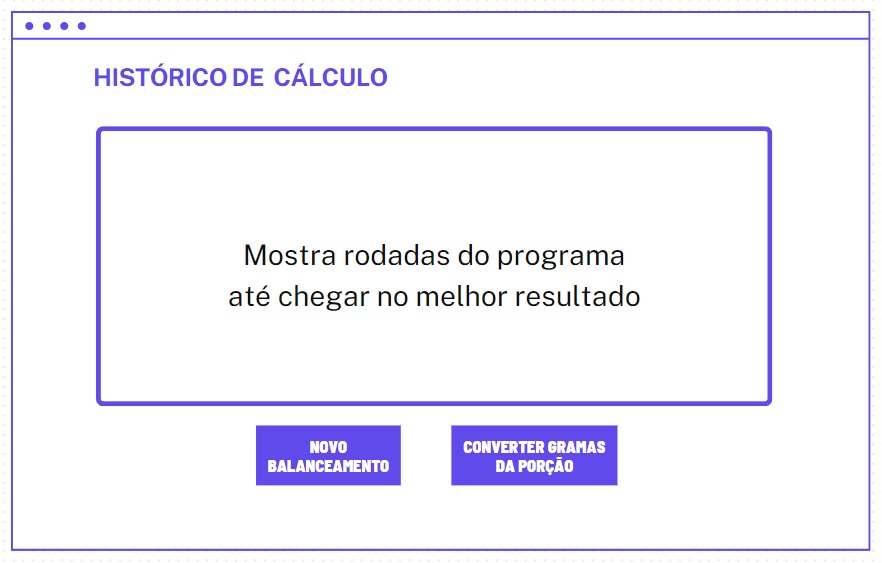 HISTÓRICO DE CÁLCULO
Mostra rodadas do programa
até chegar no melhor resultado
NOVO
BALANCEAMENTO
CONVERTER GRAMAS
DA PORÇÃO